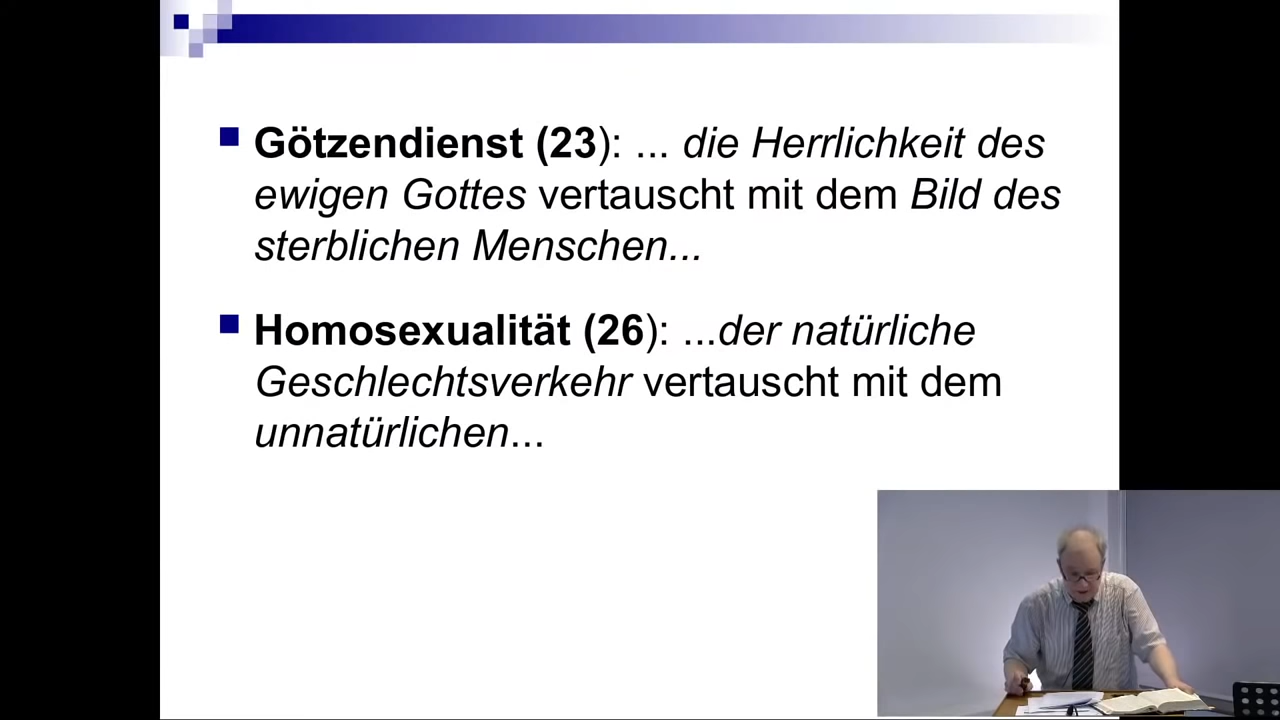 Götzendienst (23): ... die Herrlichkeit des
ewigen Gottes vertauscht mit dem Bild des
sterblichen Menschen...
Homosexualität (26): ...der natürliche
Geschlechtsverkehr vertauscht mit dem
unnatürlichen...